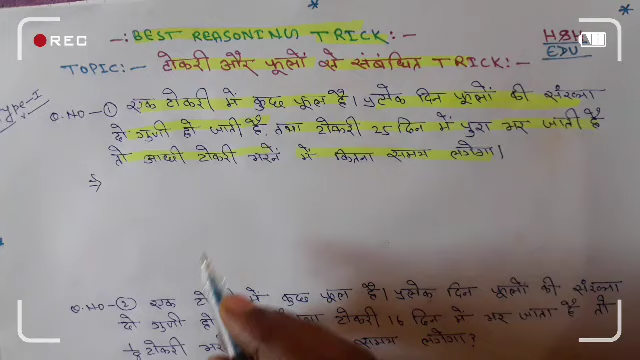 REC
-: BEST REASONING TRICK :-
H8H
EDU
TOPIC:- टोकरी और फूलों से संबंधित TRICK:-
Type-I
Q.NO-① एक टोकरी में कुछ फूल है। प्रत्येक दिन फूलों की संख्या
दो गुणी हो जाती है तथा टोकरी 25 दिन में पुरा भर जाती है
तो आधी टोकरी भरने में कितना समय लगेगा।
⇒
Q.NO-② एक में कुछ फूल है। प्रत्येक दिन फूलों की संख्या
दो गुणी हो टोकरी 16 दिन में भर जाता है तो
टोकरी समय लगेगा?